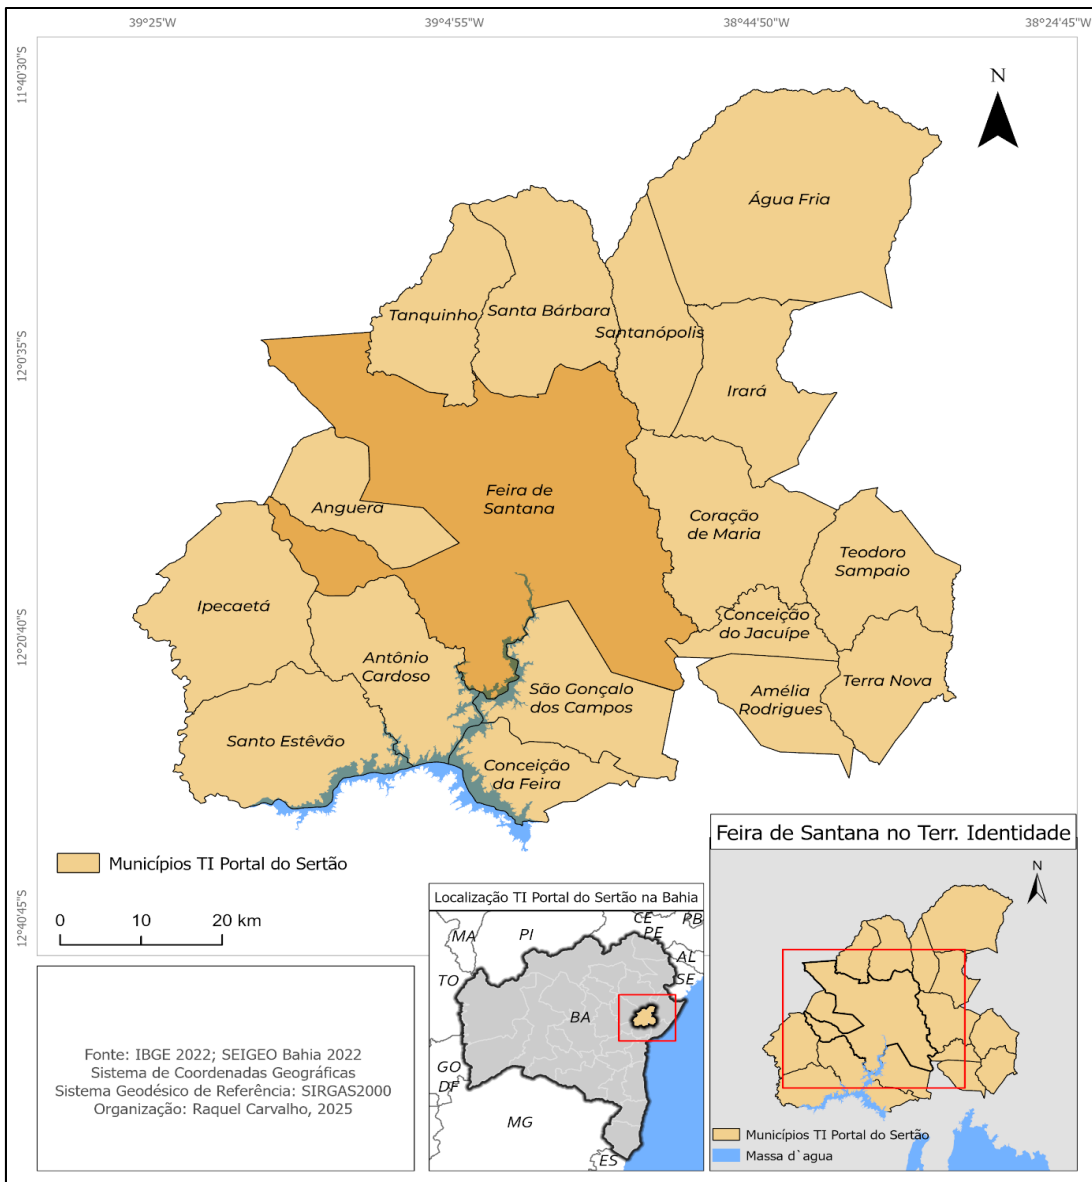 39°25'W
39°4'55"W
38°44'50"W
38°24'45"W
11°40'30"S
12°0'35"S
12°20'40"S
12°40'45"S
N
Água Fria
Tanquinho
Santa Bárbara
Santanópolis
Irará
Feira de
Santana
Anguera
Coração
de Maria
Teodoro
Sampaio
Ipecaetá
Conceição
do Jacuípe
Antônio
Cardoso
São Gonçalo
dos Campos
Amélia
Rodrigues
Terra Nova
Santo Estêvão
Conceição
da Feira
Municípios TI Portal do Sertão
0 10 20 km
Fonte: IBGE 2022; SEIGEO Bahia 2022
Sistema de Coordenadas Geográficas
Sistema Geodésico de Referência: SIRGAS2000
Organização: Raquel Carvalho, 2025
Localização TI Portal do Sertão na Bahia
MA
PI
CE
PB
PE
AL
SE
TO
BA
GO
DF
MG
ES
Feira de Santana no Terr. Identidade
N
Municípios TI Portal do Sertão
Massa d`agua